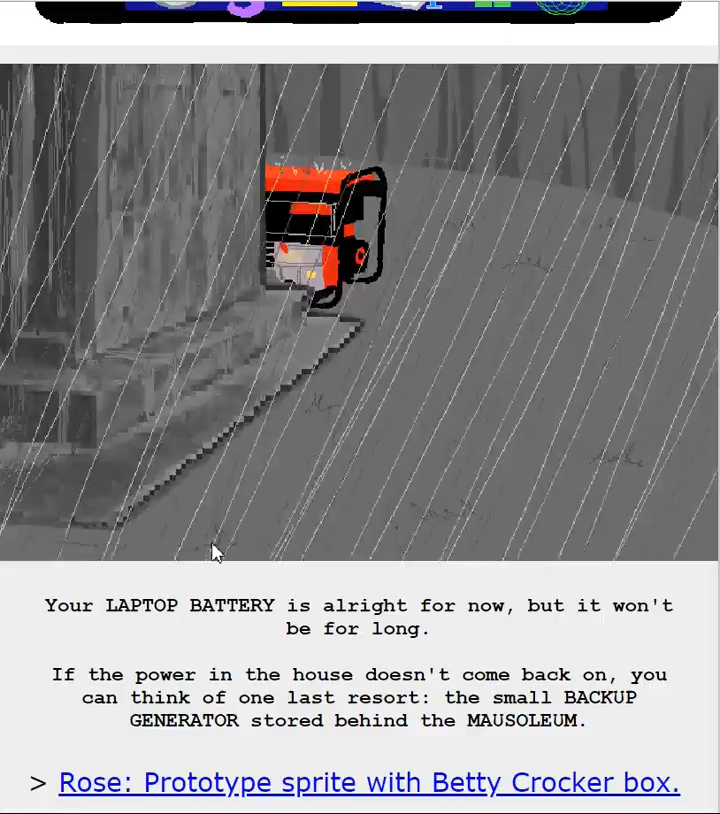 Your LAPTOP BATTERY is alright for now, but it won't
be for long.
If the power in the house doesn't come back on, you
can think of one last resort: the small BACKUP
GENERATOR stored behind the MAUSOLEUM.
> Rose: Prototype sprite with Betty Crocker box.